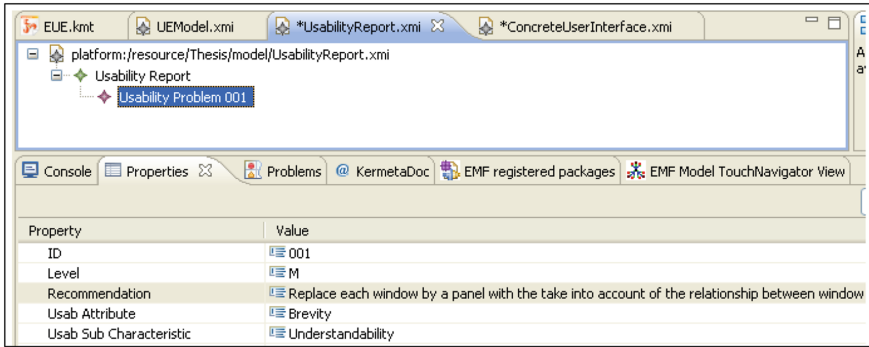 EUE.kmt UEModel.xmi *UsabilityReport.xmi *ConcreteUserInterface.xmi
platform:/resource/Thesis/model/UsabilityReport.xmi
Usability Report
Usability Problem 001
Console Properties Problems @ KermetaDoc EMF registered packages EMF Model TouchNavigator View
Property Value
ID 001
Level M
Recommendation Replace each window by a panel with the take into account of the relationship between window
Usab Attribute Brevity
Usab Sub Characteristic Understandability